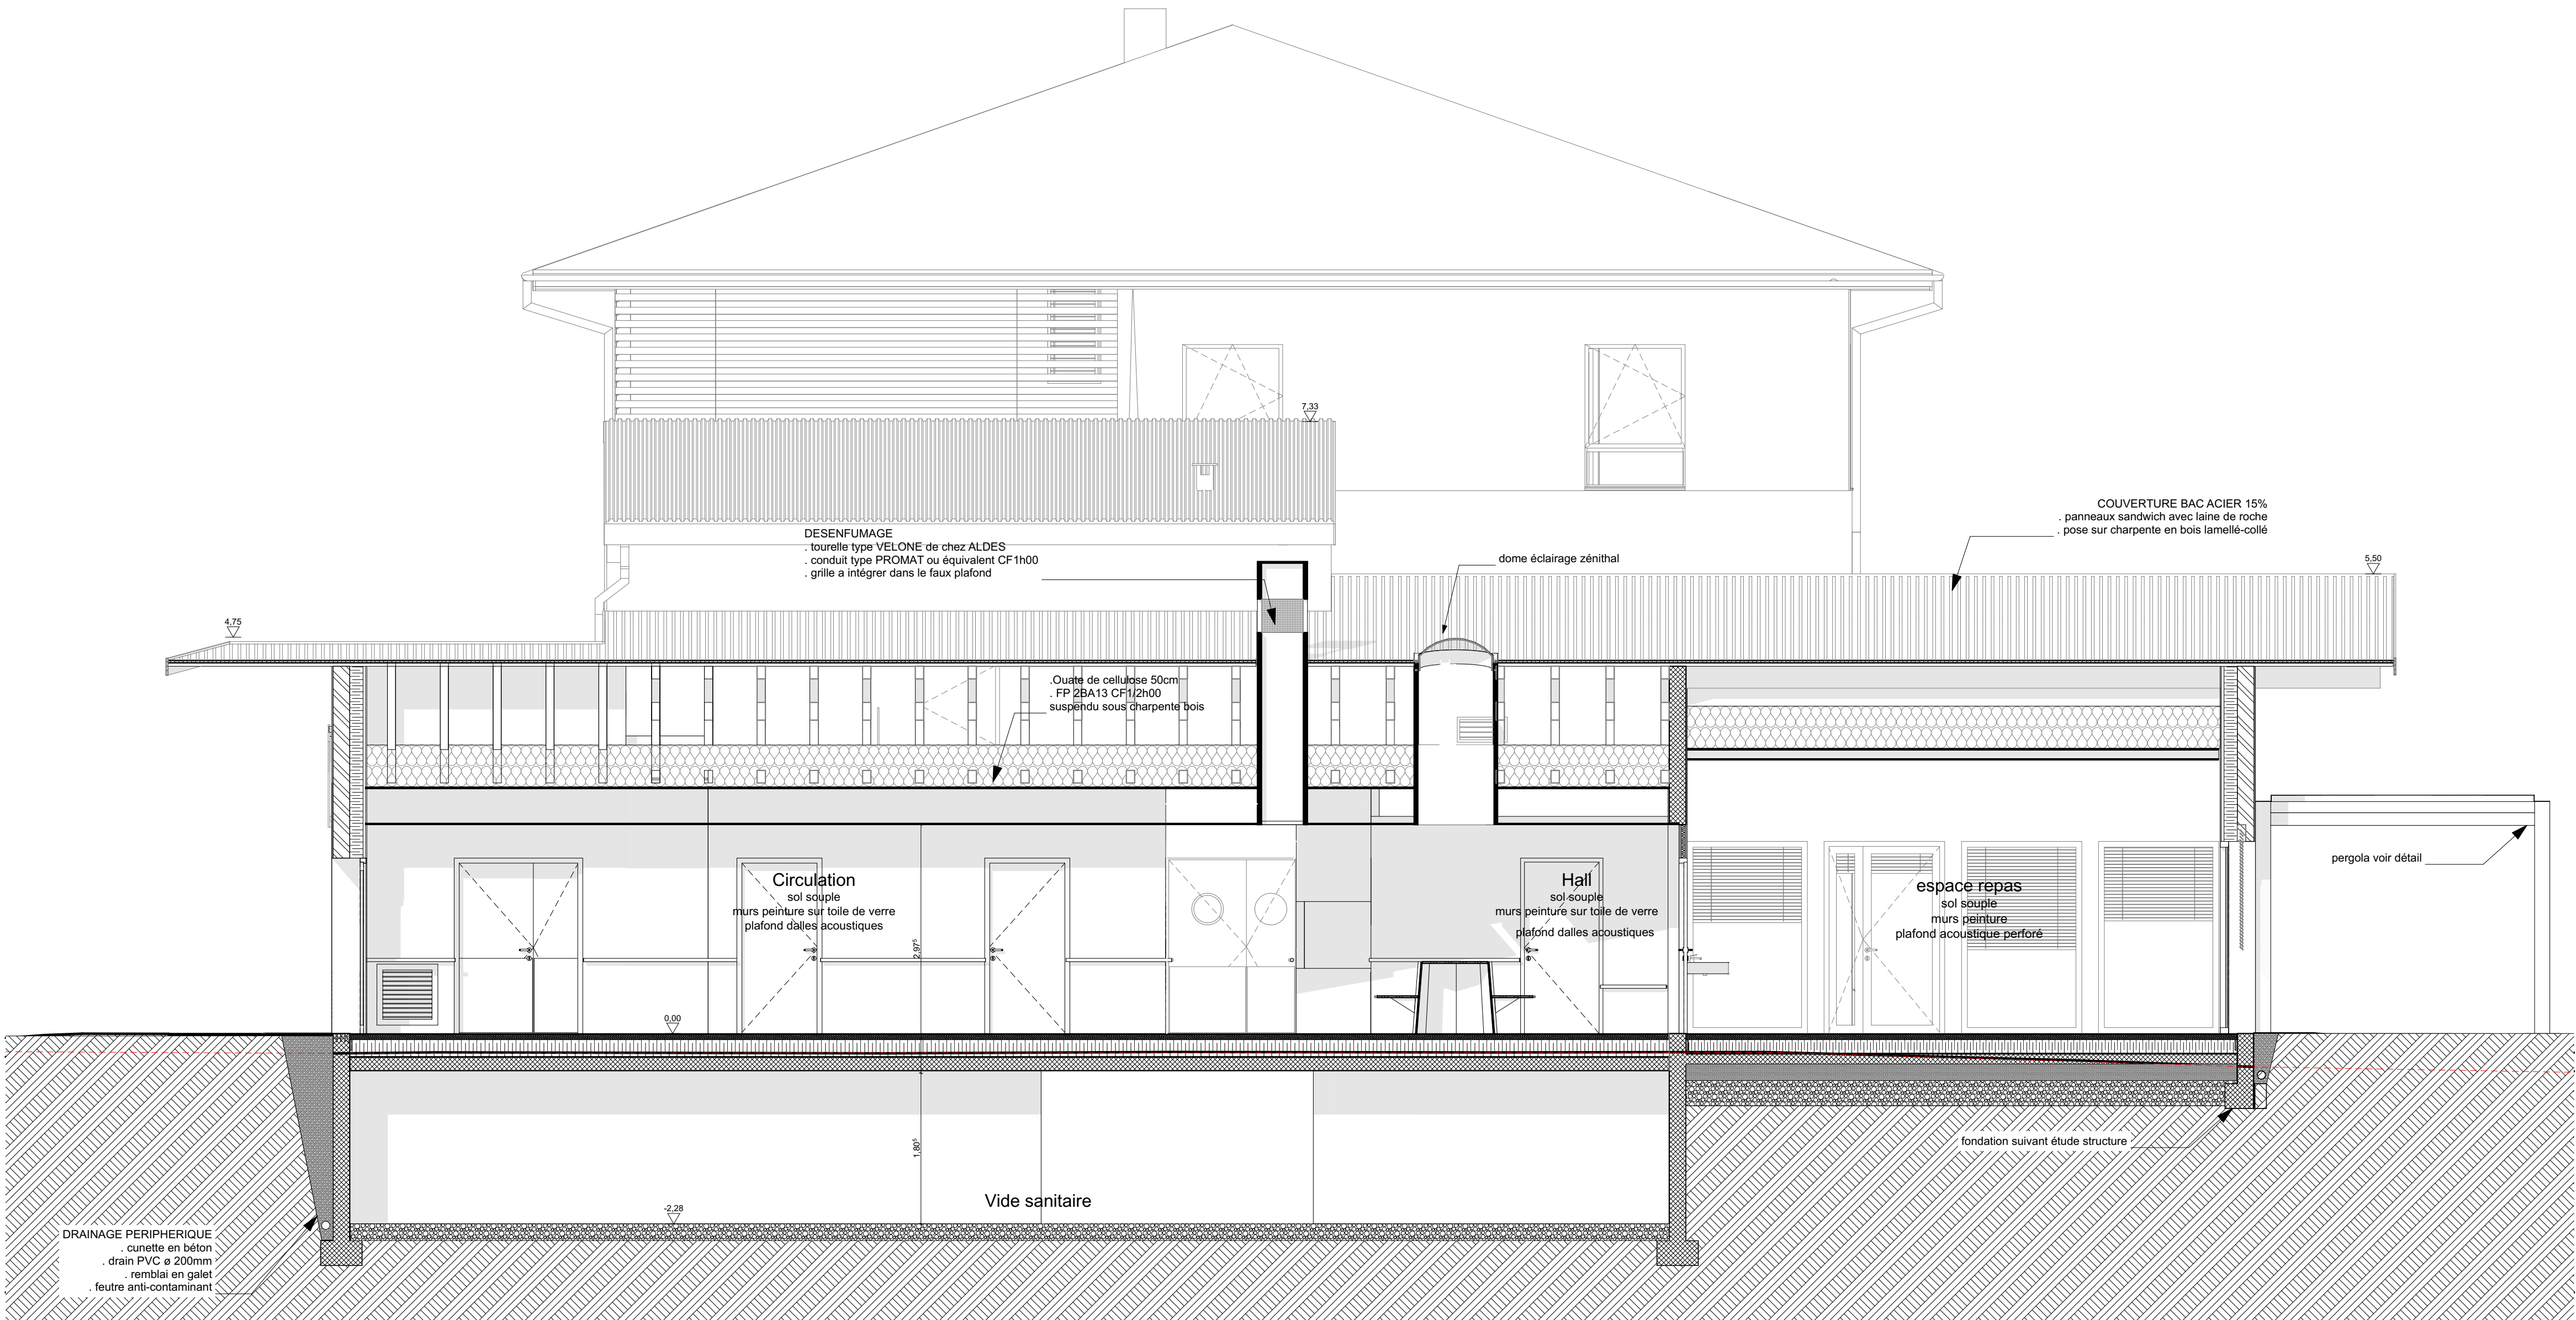 7,33
COUVERTURE BAC ACIER 15%
. panneaux sandwich avec laine de roche
. pose sur charpente en bois lamellé-collé
DESENFUMAGE
. tourelle type VELONE de chez ALDES
. conduit type PROMAT ou équivalent CF1h00
. grille a intégrer dans le faux plafond
dome éclairage zénithal
5,50
4,75
.Ouate de cellulose 50cm
. FP 2BA13 CF1/2h00
suspendu sous charpente bois
pergola voir détail
Circulation
sol souple
murs peinture sur toile de verre
plafond dalles acoustiques
Hall
sol souple
murs peinture sur toile de verre
plafond dalles acoustiques
espace repas
sol souple
murs peinture
plafond acoustique perforé
2,97⁵
0,00
1,80⁵
fondation suivant étude structure
Vide sanitaire
-2,28
DRAINAGE PERIPHERIQUE
. cunette en béton
. drain PVC ø 200mm
. remblai en galet
. feutre anti-contaminant